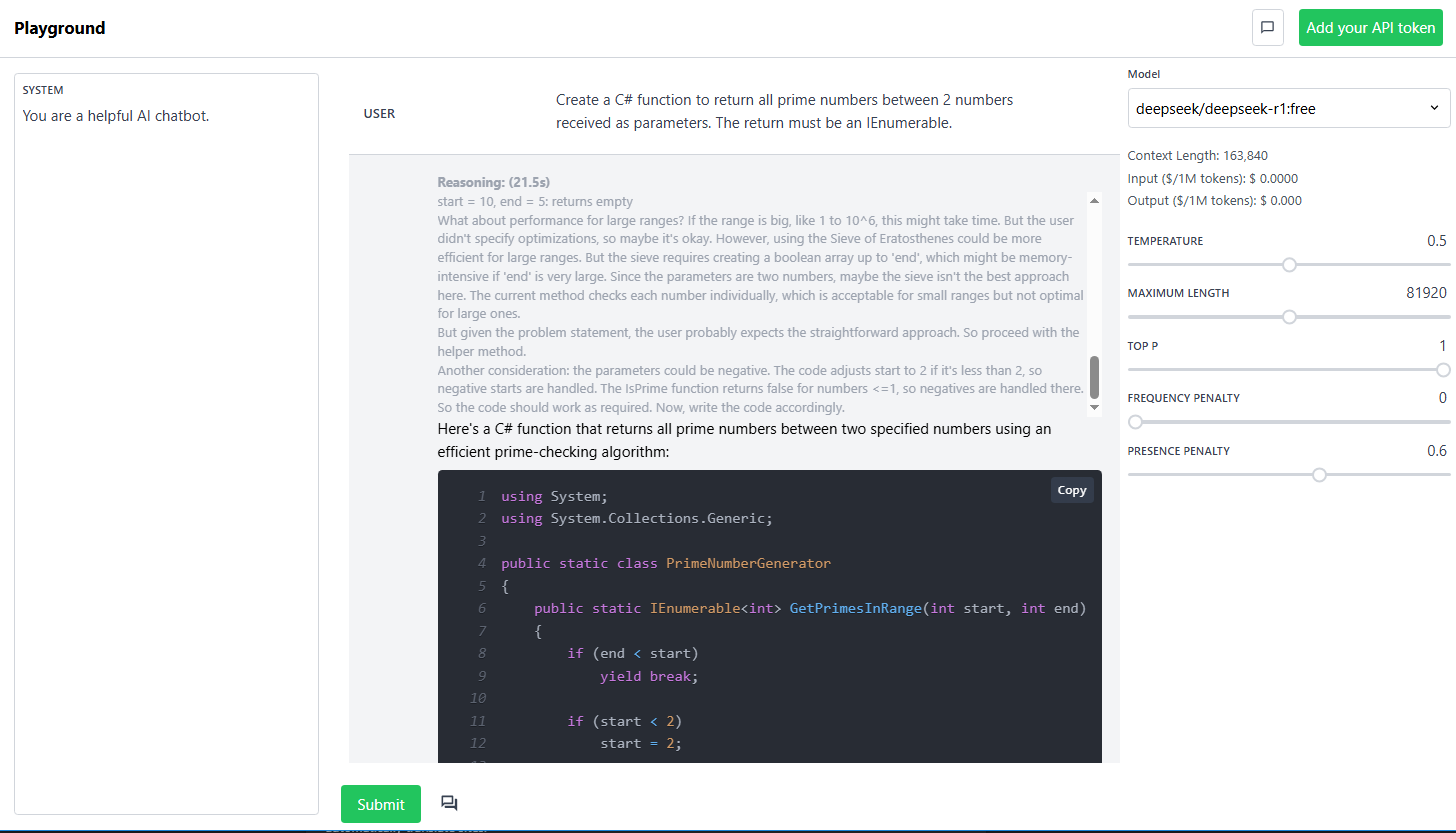 Playground
Add your API token
SYSTEM
You are a helpful AI chatbot.
USER
Create a C# function to return all prime numbers between 2 numbers
received as parameters. The return must be an IEnumerable.
Reasoning: (21.5s)
start = 10, end = 5: returns empty
What about performance for large ranges? If the range is big, like 1 to 10^6, this might take time. But the user
didn't specify optimizations, so maybe it's okay. However, using the Sieve of Eratosthenes could be more
efficient for large ranges. But the sieve requires creating a boolean array up to 'end', which might be memory-
intensive if 'end' is very large. Since the parameters are two numbers, maybe the sieve isn't the best approach
here. The current method checks each number individually, which is acceptable for small ranges but not optimal
for large ones.
But given the problem statement, the user probably expects the straightforward approach. So proceed with the
helper method.
Another consideration: the parameters could be negative. The code adjusts start to 2 if it's less than 2, so
negative starts are handled. The IsPrime function returns false for numbers <=1, so negatives are handled there.
So the code should work as required. Now, write the code accordingly.
Here's a C# function that returns all prime numbers between two specified numbers using an
efficient prime-checking algorithm:
Copy
1 using System;
2 using System.Collections.Generic;
3
4 public static class PrimeNumberGenerator
5 {
6 public static IEnumerable<int> GetPrimesInRange(int start, int end)
7 {
8 if (end < start)
9 yield break;
10
11 if (start < 2)
12 start = 2;
Submit
Model
deepseek/deepseek-r1:free
Context Length: 163,840
Input ($/1M tokens): $ 0.0000
Output ($/1M tokens): $ 0.000
TEMPERATURE 0.5
MAXIMUM LENGTH 81920
TOP P 1
FREQUENCY PENALTY 0
PRESENCE PENALTY 0.6